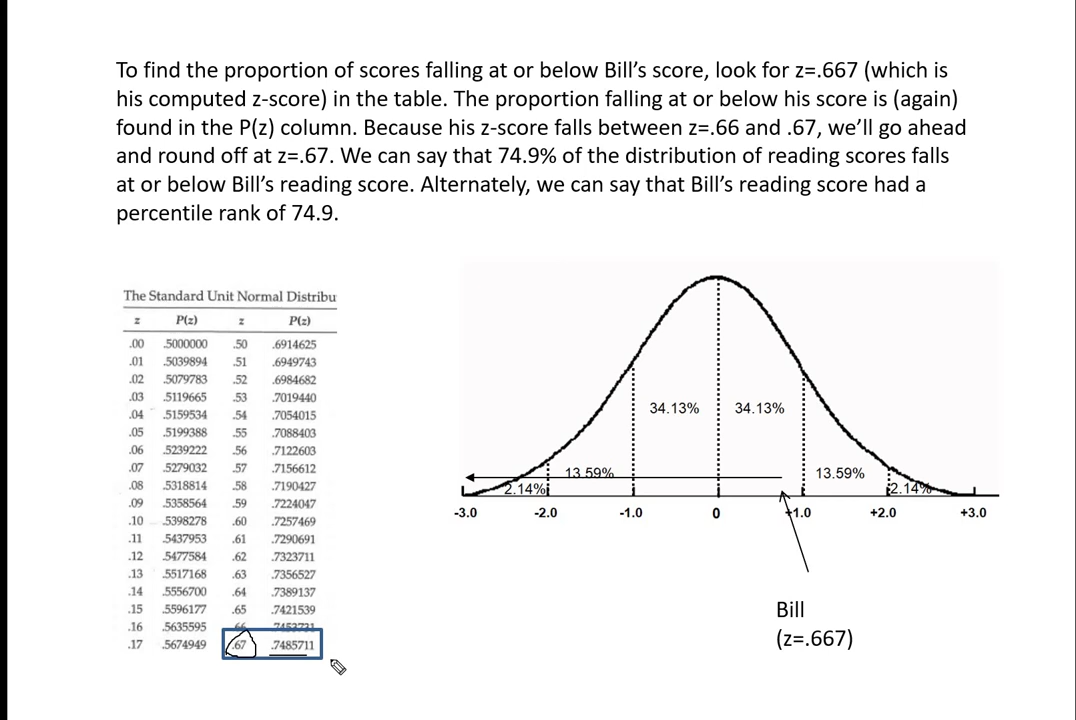 To find the proportion of scores falling at or below Bill’s score, look for z=.667 (which is
his computed z-score) in the table. The proportion falling at or below his score is (again)
found in the P(z) column. Because his z-score falls between z=.66 and .67, we’ll go ahead
and round off at z=.67. We can say that 74.9% of the distribution of reading scores falls
at or below Bill’s reading score. Alternately, we can say that Bill’s reading score had a
percentile rank of 74.9.
The Standard Unit Normal Distribu
z P(z) z P(z)
.00 .5000000 .50 .6914625
.01 .5039894 .51 .6949743
.02 .5079783 .52 .6984682
.03 .5119665 .53 .7019440
.04 .5159534 .54 .7054015
.05 .5199388 .55 .7088403
.06 .5239222 .56 .7122603
.07 .5279032 .57 .7156612
.08 .5318814 .58 .7190427
.09 .5358564 .59 .7224047
.10 .5398278 .60 .7257469
.11 .5437953 .61 .7290691
.12 .5477584 .62 .7323711
.13 .5517168 .63 .7356527
.14 .5556700 .64 .7389137
.15 .5596177 .65 .7421539
.16 .5635595 .66 .7453731
.17 .5674949 .67 .7485711
34.13% 34.13%
13.59% 13.59%
2.14% 2.14%
-3.0 -2.0 -1.0 0 +1.0 +2.0 +3.0
Bill
(z=.667)